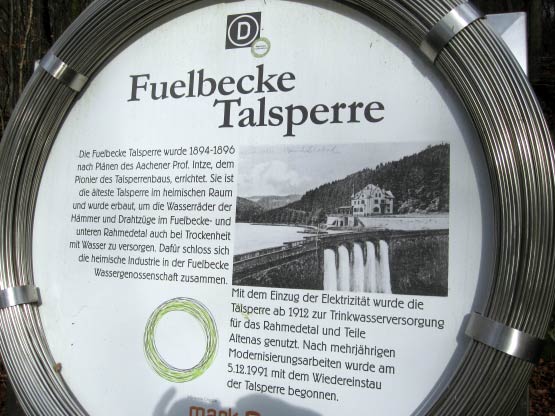 D
Fuelbecke
Talsperre
Die Fuelbecke Talsperre wurde 1894-1896
nach Plänen des Aachener Prof. Intze, dem
Pionier des Talsperrenbaus, errichtet. Sie ist
die älteste Talsperre im heimischen Raum
und wurde erbaut, um die Wasserräder der
Hämmer und Drahtzüge im Fuelbecke- und
unteren Rahmedetal auch bei Trockenheit
mit Wasser zu versorgen. Dafür schloss sich
die heimische Industrie in der Fuelbecke
Wassergenossenschaft zusammen.
Mit dem Einzug der Elektrizität wurde die
Talsperre ab 1912 zur Trinkwasserversorgung
für das Rahmedetal und Teile
Altenas genutzt. Nach mehrjährigen
Modernisierungsarbeiten wurde am
5.12.1991 mit dem Wiedereinstau
der Talsperre begonnen.
mark